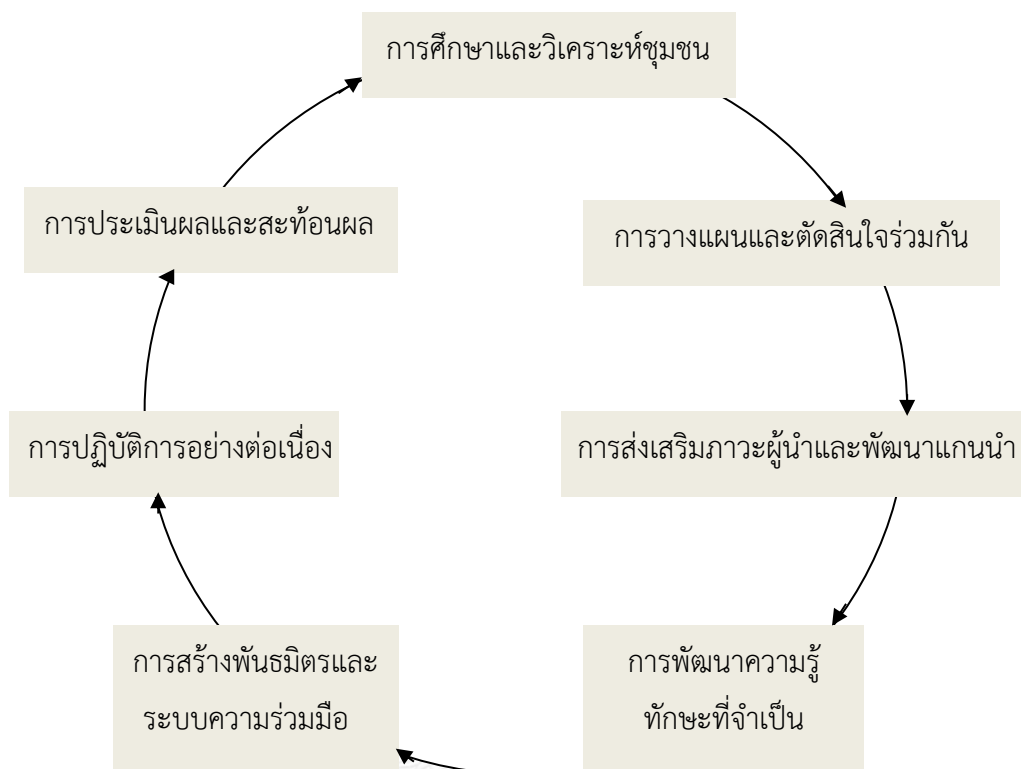 การศึกษาและวิเคราะห์ชุมชน
การประเมินผลและสะท้อนผล
การวางแผนและตัดสินใจร่วมกัน
การปฏิบัติการอย่างต่อเนื่อง
การส่งเสริมภาวะผู้นำและพัฒนาแกนนำ
การสร้างพันธมิตรและ
ระบบความร่วมมือ
การพัฒนาความรู้
ทักษะที่จำเป็น